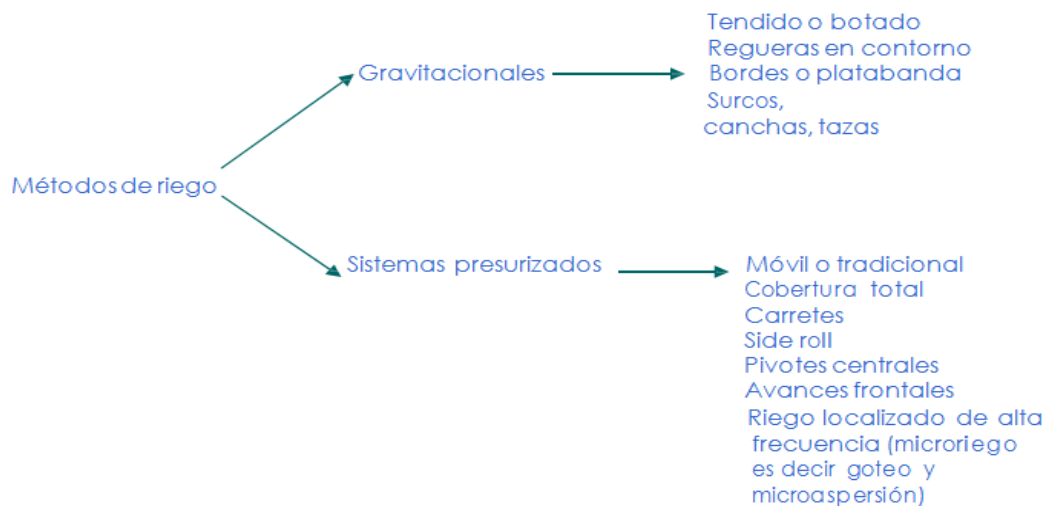 Métodos de riego
Gravitacionales
Tendido o botado
Regueras en contorno
Bordes o platabanda
Surcos,
canchas, tazas
Sistemas presurizados
Móvil o tradicional
Cobertura total
Carretes
Side roll
Pivotes centrales
Avances frontales
Riego localizado de alta
frecuencia (microriego
es decir goteo y
microaspersión)